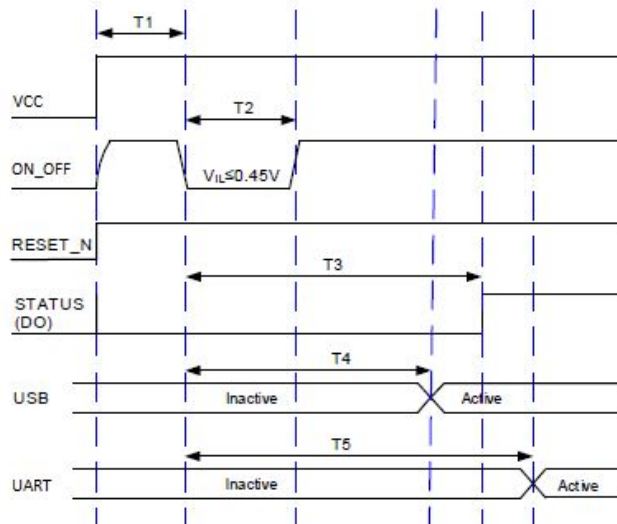 T1
VCC
T2
ON_OFF
VIL≤0.45V
RESET_N
T3
STATUS
(DO)
T4
USB
Inactive
Active
T5
UART
Inactive
Active